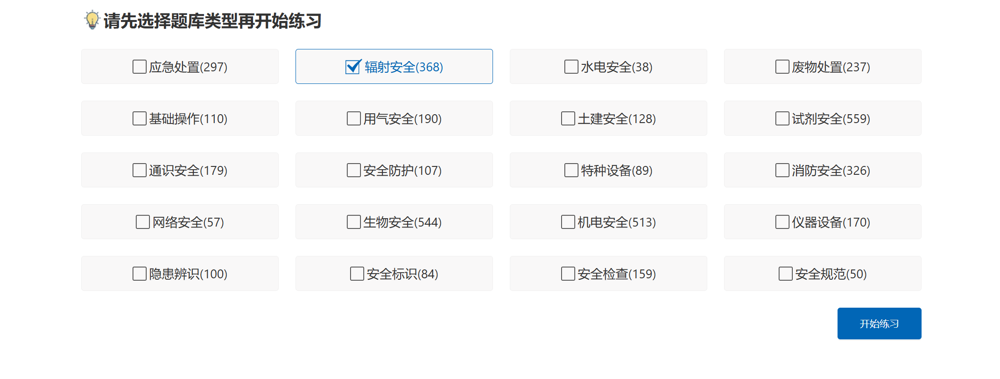 请先选择题库类型再开始练习
应急处置(297)
辐射安全(368)
水电安全(38)
废物处置(237)
基础操作(110)
用气安全(190)
土建安全(128)
试剂安全(559)
通识安全(179)
安全防护(107)
特种设备(89)
消防安全(326)
网络安全(57)
生物安全(544)
机电安全(513)
仪器设备(170)
隐患辨识(100)
安全标识(84)
安全检查(159)
安全规范(50)
开始练习